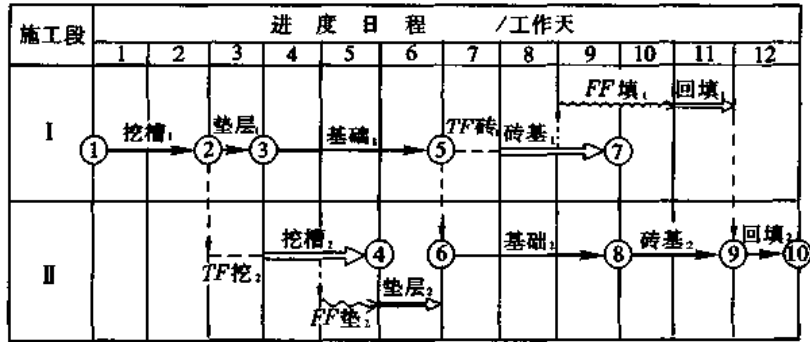 施工段
进 度 日 程 /工作天
1 2 3 4 5 6 7 8 9 10 11 12
FF填₁ 回填₁
挖槽₁ 垫层₁ 基础₁ TF砖₁ 砖基₁
Ⅰ ① ② ③ ⑤ ⑦
挖槽₂ 基础₂ 砖基₂ 回填₂
Ⅱ ④ ⑥ ⑧ ⑨ ⑩
TF挖₂ 垫层₂
FF垫₂